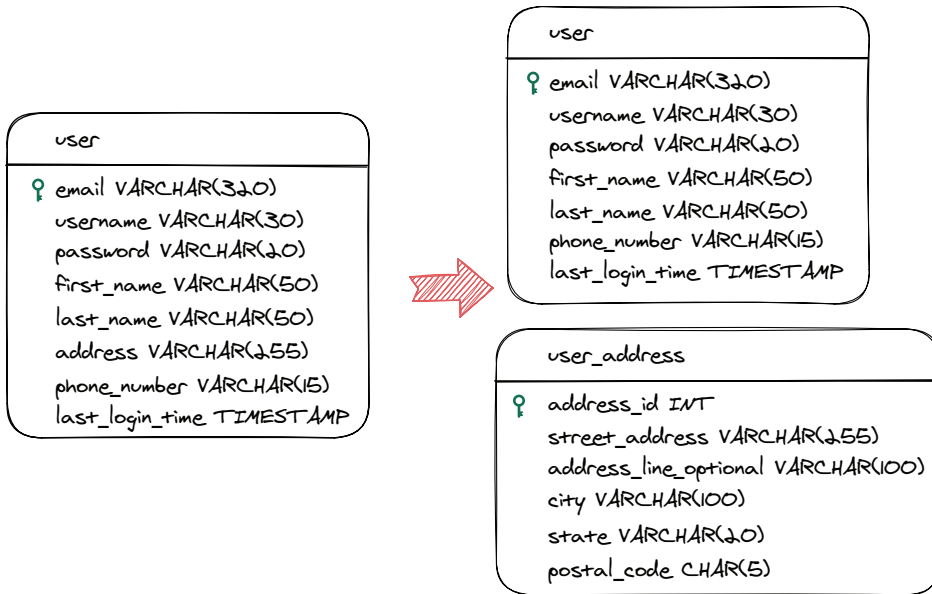 user
email VARCHAR(320)
username VARCHAR(30)
password VARCHAR(20)
first_name VARCHAR(50)
last_name VARCHAR(50)
address VARCHAR(255)
phone_number VARCHAR(15)
last_login_time TIMESTAMP
user
email VARCHAR(320)
username VARCHAR(30)
password VARCHAR(20)
first_name VARCHAR(50)
last_name VARCHAR(50)
phone_number VARCHAR(15)
last_login_time TIMESTAMP
user_address
address_id INT
street_address VARCHAR(255)
address_line_optional VARCHAR(100)
city VARCHAR(100)
state VARCHAR(20)
postal_code CHAR(5)